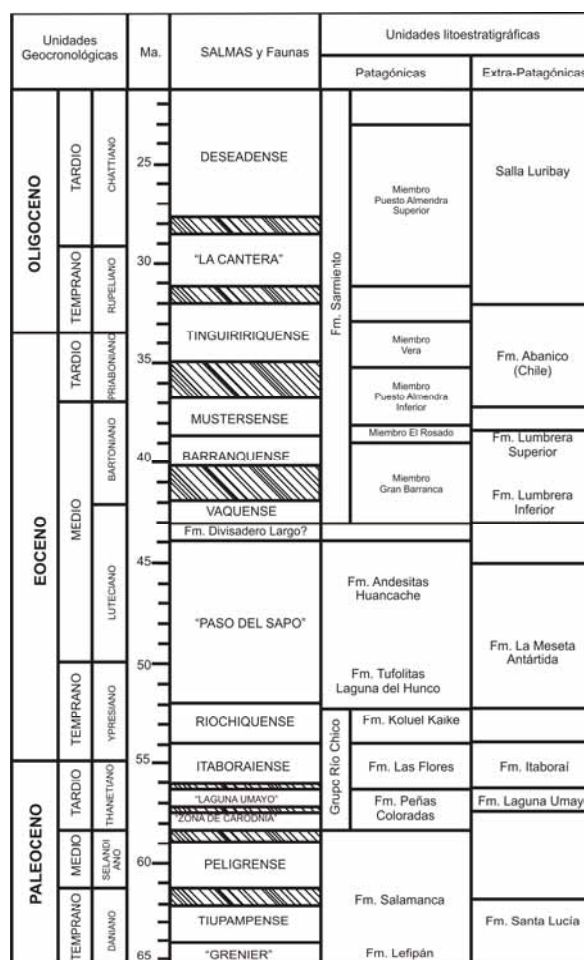 Unidades
Geocronológicas
Ma.
SALMAS y Faunas
Unidades litoestratigráficas
Patagónicas
Extra-Patagónicas
OLIGOCENO
TARDIO
CHATTIANO
TEMPRANO
RUPELIANO
EOCENO
TARDIO
PRIABONIANO
MEDIO
BARTONIANO
LUTECIANO
TEMPRANO
YPRESIANO
PALEOCENO
TARDIO
THANETIANO
MEDIO
SELANDI
ANO
TEMPRANO
DANIANO
25
30
35
40
45
50
55
60
65
DESEADENSE
"LA CANTERA"
TINGUIRIRIQUENSE
MUSTERSENSE
BARRANQUENSE
VAQUENSE
Fm. Divisadero Largo?
"PASO DEL SAPO"
RIOCHIQUENSE
ITABORAIENSE
"LAGUNA UMAYO"
"ZONA DE CARODNIA"
PELIGRENSE
TIUPAMPENSE
"GRENIER"
Fm. Sarmiento
Miembro
Puesto Almendra
Superior
Miembro
Vera
Miembro
Puesto Almendra
Inferior
Miembro El Rosado
Miembro
Gran Barranca
Fm. Andesitas
Huancache
Fm. Tufolitas
Laguna del Hunco
Grupo Río Chico
Fm. Koluel Kaike
Fm. Las Flores
Fm. Peñas
Coloradas
Fm. Salamanca
Fm. Lefipán
Salla Luribay
Fm. Abanico
(Chile)
Fm. Lumbrera
Superior
Fm. Lumbrera
Inferior
Fm. La Meseta
Antártida
Fm. Itaboraí
Fm. Laguna Umayo
Fm. Santa Lucía